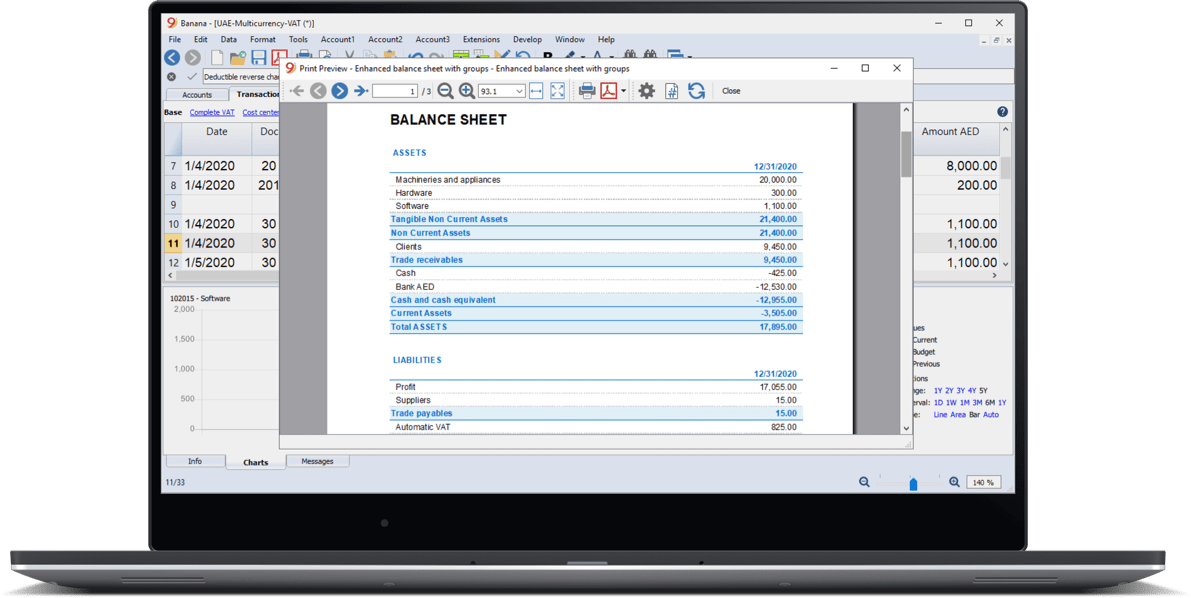 9 Banana - [UAE-Multicurrency-VAT (*)]
File Edit Data Format Tools Account1 Account2 Account3 Extensions Develop Window Help
Deductible reverse char
9 Print Preview - Enhanced balance sheet with groups - Enhanced balance sheet with groups
1 / 3 93.1 Close
Accounts Transaction
Base Complete VAT Cost center
Date Doc Amount AED
7 1/4/2020 20 8,000.00
8 1/4/2020 201 200.00
9
10 1/4/2020 30 1,100.00
11 1/4/2020 30 1,100.00
12 1/5/2020 30 1,100.00
BALANCE SHEET
ASSETS
12/31/2020
Machineries and appliances 20,000.00
Hardware 300.00
Software 1,100.00
Tangible Non Current Assets 21,400.00
Non Current Assets 21,400.00
Clients 9,450.00
Trade receivables 9,450.00
Cash -425.00
Bank AED -12,530.00
Cash and cash equivalent -12,955.00
Current Assets -3,505.00
Total ASSETS 17,895.00
LIABILITIES
12/31/2020
Profit 17,055.00
Suppliers 15.00
Trade payables 15.00
Automatic VAT 825.00
102015 - Software
2,000
1,500
1,000
500
0
ues
Current
Budget
Previous
ions
nge: 1Y 2Y 3Y 4Y 5Y
erval: 1D 1W 1M 3M 6M 1Y
e: Line Area Bar Auto
Info Charts Messages
11/33 140 %